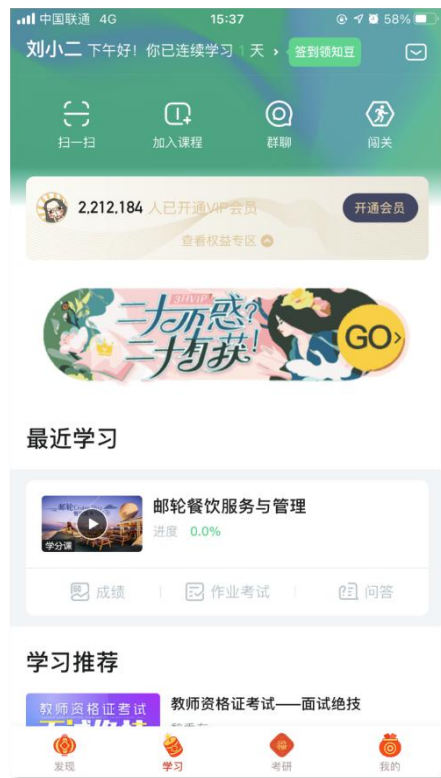 中国联通 4G 15:37 58%
刘小二 下午好！你已连续学习 1 天 › 签到领知豆
扫一扫 加入课程 群聊 闯关
2,212,184 人已开通VIP会员 开通会员
查看权益专区
3月VIP
二十不惑?
二十有获!
GO›
最近学习
邮轮餐饮服务与管理
学分课
进度 0.0%
成绩 作业考试 问答
学习推荐
教师资格证考试
教师资格证考试——面试绝技
发现 学习 考研 我的